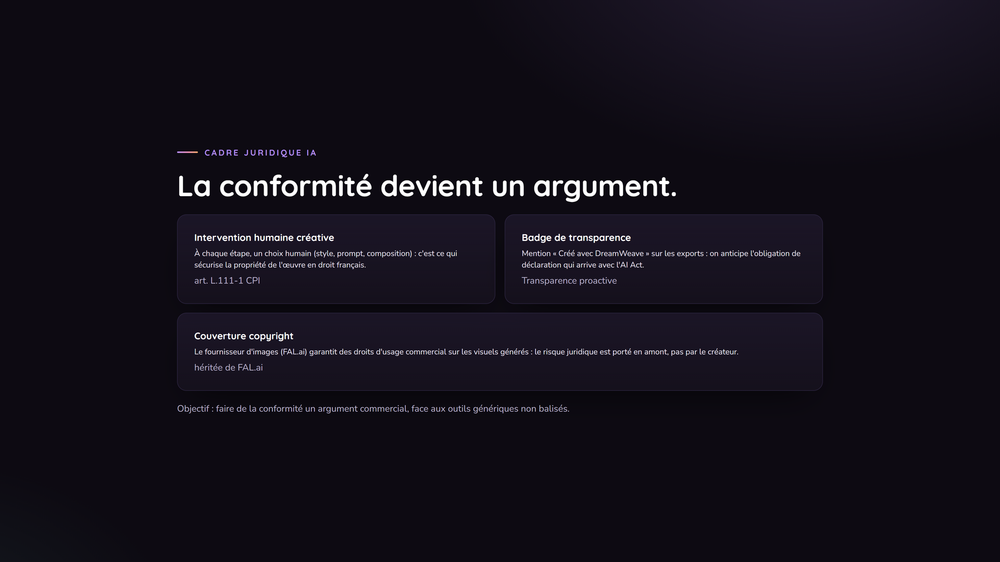 CADRE JURIDIQUE IA
La conformité devient un argument.
Intervention humaine créative
À chaque étape, un choix humain (style, prompt, composition) : c'est ce qui
sécurise la propriété de l'œuvre en droit français.
art. L.111-1 CPI
Badge de transparence
Mention « Créé avec DreamWeave » sur les exports : on anticipe l'obligation de
déclaration qui arrive avec l'AI Act.
Transparence proactive
Couverture copyright
Le fournisseur d'images (FAL.ai) garantit des droits d'usage commercial sur les visuels générés : le risque juridique est porté en amont, pas par le créateur.
héritée de FAL.ai
Objectif : faire de la conformité un argument commercial, face aux outils génériques non balisés.